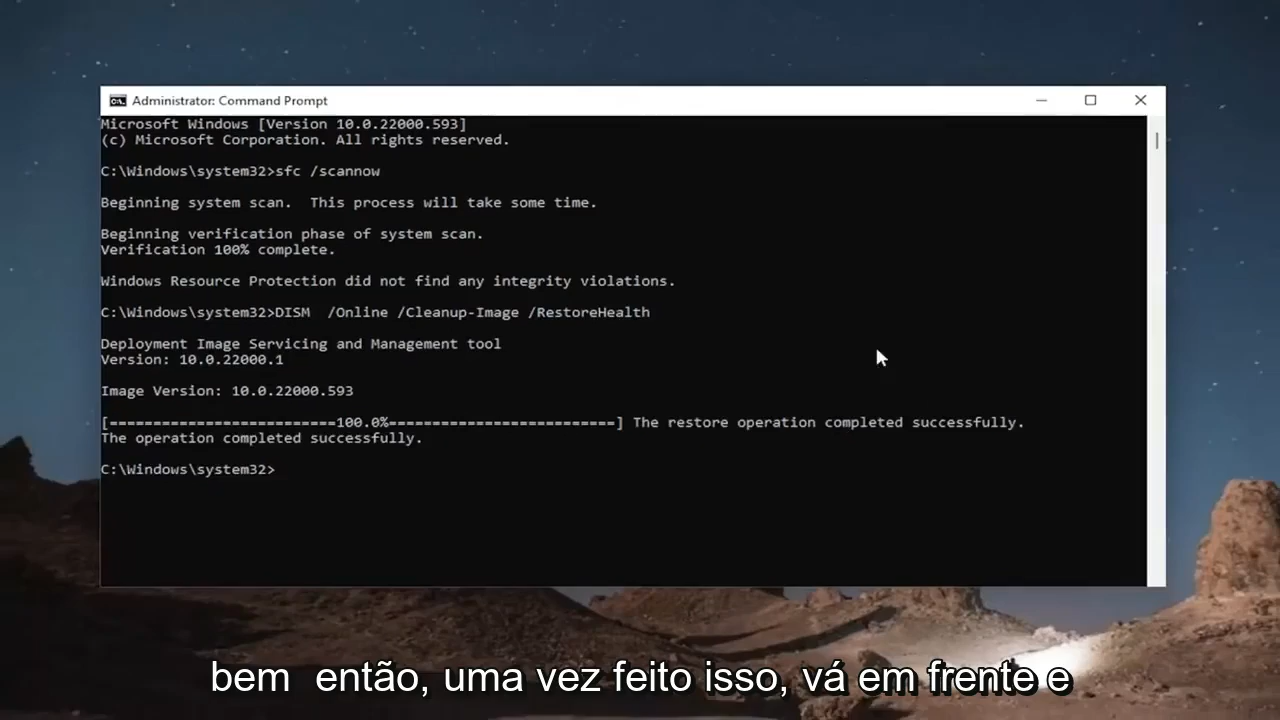 Administrator: Command Prompt
Microsoft Windows [Version 10.0.22000.593]
(c) Microsoft Corporation. All rights reserved.
C:\Windows\system32>sfc /scannow
Beginning system scan.  This process will take some time.
Beginning verification phase of system scan.
Verification 100% complete.
Windows Resource Protection did not find any integrity violations.
C:\Windows\system32>DISM  /Online /Cleanup-Image /RestoreHealth
Deployment Image Servicing and Management tool
Version: 10.0.22000.1
Image Version: 10.0.22000.593
[==========================100.0%==========================] The restore operation completed successfully.
The operation completed successfully.
C:\Windows\system32>
bem  então, uma vez feito isso, vá em frente e